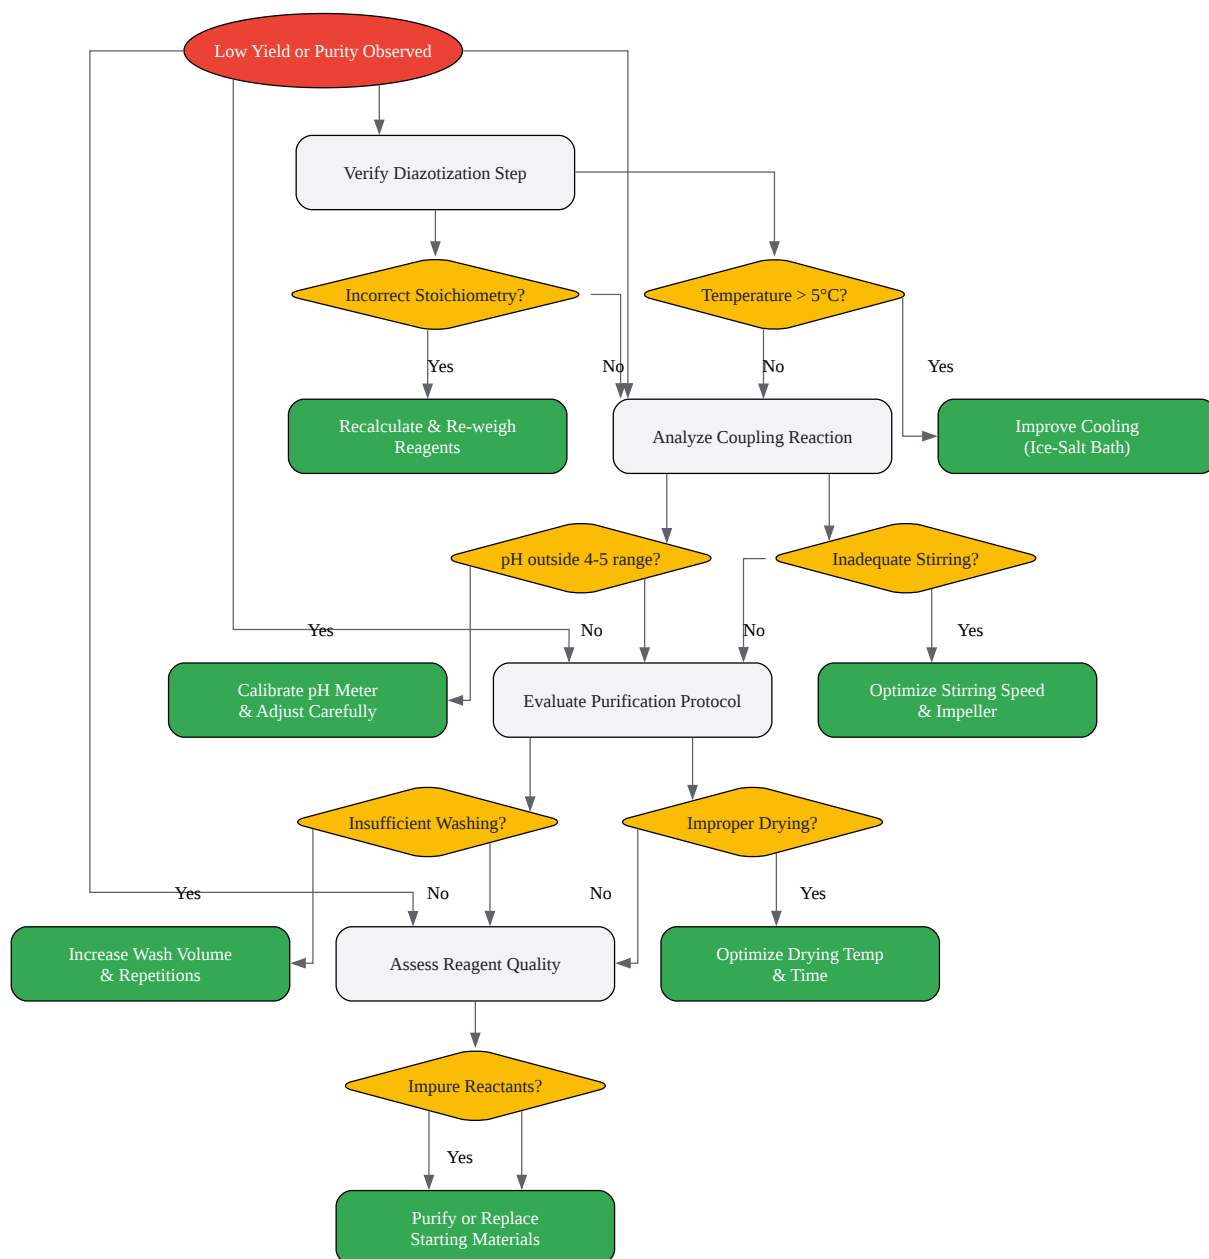 Low Yield or Purity Observed
Verify Diazotization Step
Incorrect Stoichiometry?
Temperature > 5°C?
Yes
No
No
Yes
Recalculate & Re-weigh
Reagents
Analyze Coupling Reaction
Improve Cooling
(Ice-Salt Bath)
pH outside 4-5 range?
Inadequate Stirring?
Yes
No
No
Yes
Calibrate pH Meter
& Adjust Carefully
Evaluate Purification Protocol
Optimize Stirring Speed
& Impeller
Insufficient Washing?
Improper Drying?
Yes
No
No
Yes
Increase Wash Volume
& Repetitions
Assess Reagent Quality
Optimize Drying Temp
& Time
Impure Reactants?
Yes
Purify or Replace
Starting Materials